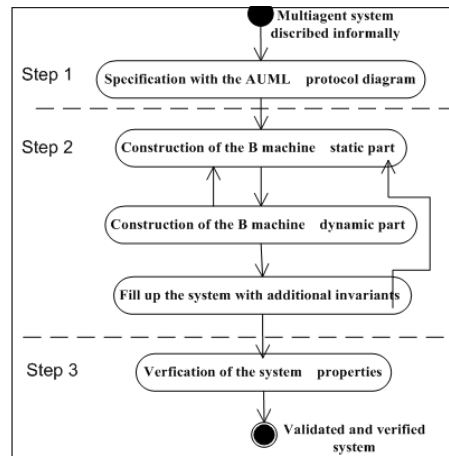 Multiagent system
discribed informally
Step 1
Specification with the AUML protocol diagram
Step 2
Construction of the B machine static part
Construction of the B machine dynamic part
Fill up the system with additional invariants
Step 3
Verfication of the system properties
Validated and verified
system